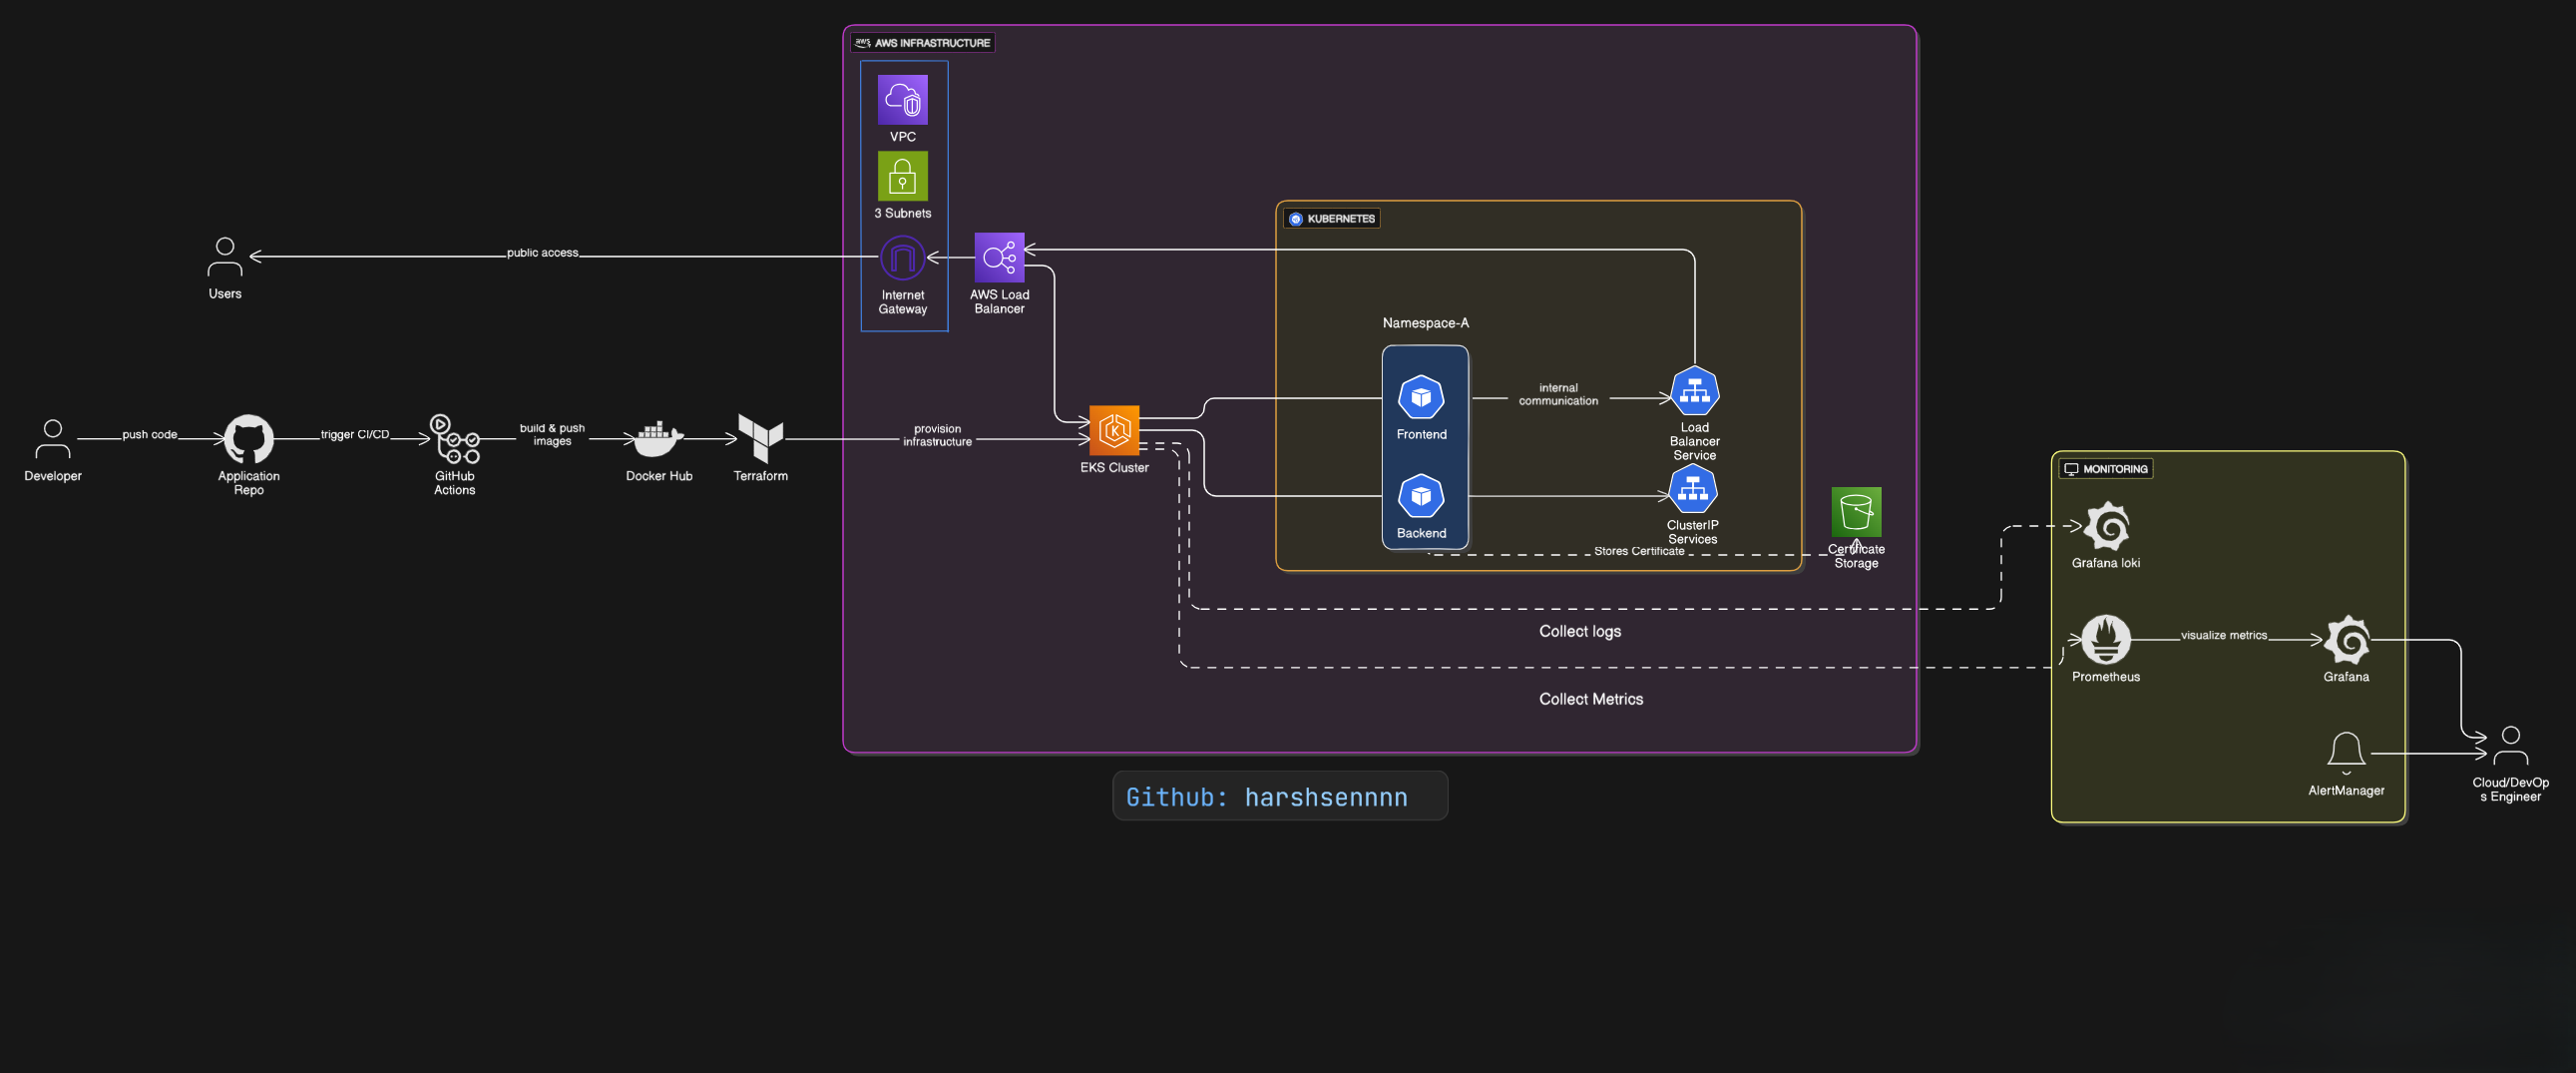 aws AWS INFRASTRUCTURE
VPC
3 Subnets
Internet
Gateway
AWS Load
Balancer
public access
Users
Developer
push code
Application
Repo
trigger CI/CD
GitHub
Actions
build & push
images
Docker Hub
Terraform
provision
infrastructure
EKS Cluster
KUBERNETES
Namespace-A
Frontend
Backend
internal
communication
Load
Balancer
Service
ClusterIP
Services
Stores Certificate
Certificate
Storage
Collect logs
Collect Metrics
MONITORING
Grafana loki
Prometheus
visualize metrics
Grafana
AlertManager
Cloud/DevOp
s Engineer
Github: harshsennnn